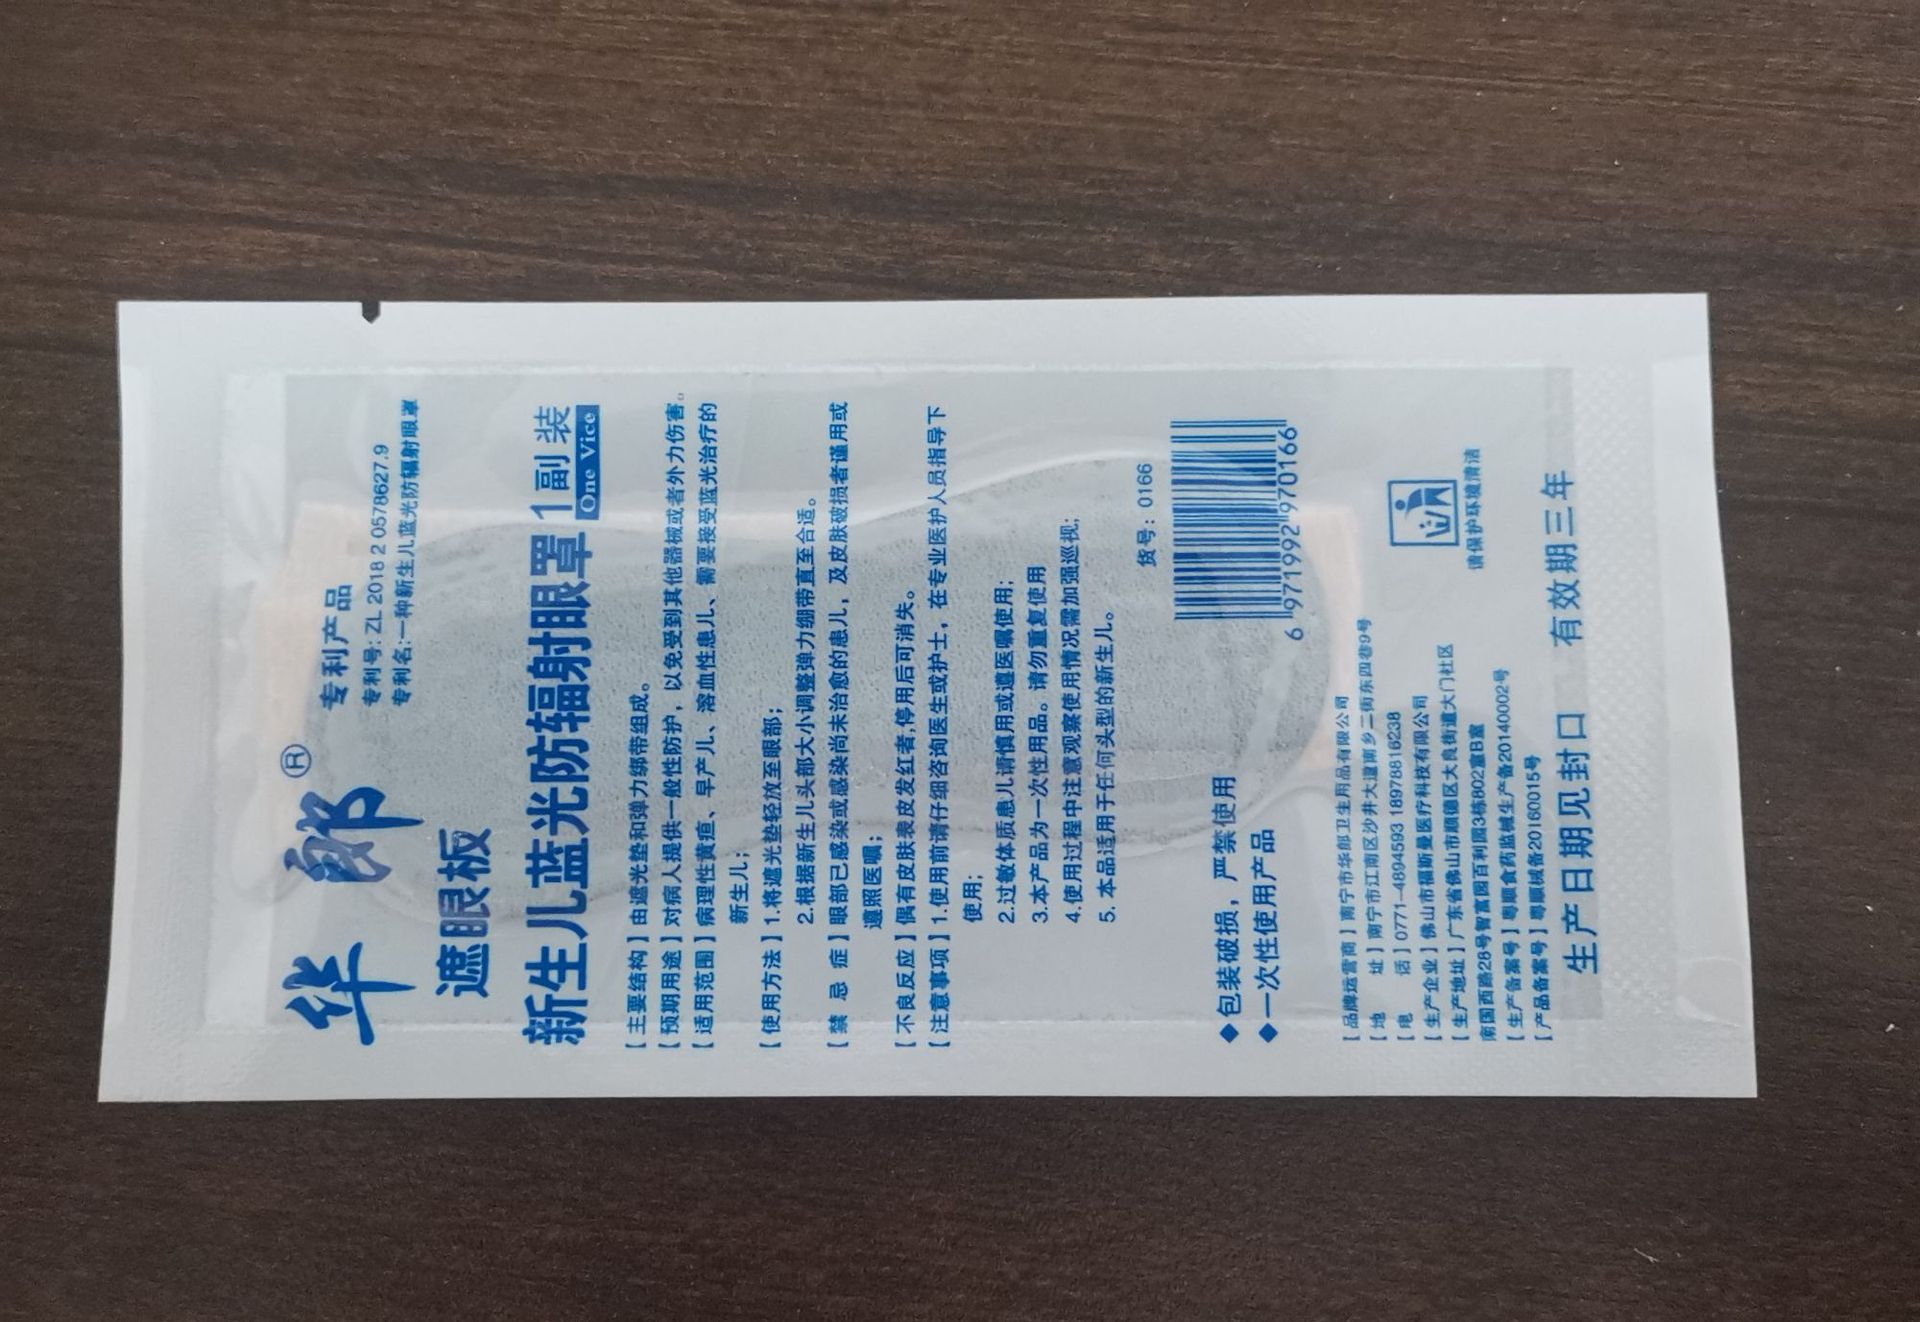 华郎®
专利产品
专利号:ZL 2018 2 0578627.9
专利名:一种新生儿蓝光防辐射眼罩
遮眼板
新生儿蓝光防辐射眼罩 1副装
One Vice
【主要结构】由遮光垫和弹力绑带组成。
【预期用途】对病人提供一般性防护，以免受到其他器械或者外力伤害。
【适用范围】病理性黄疸、早产儿、溶血性患儿、需要接受蓝光治疗的
新生儿；
【使用方法】1.将遮光垫轻放至眼部；
2.根据新生儿头部大小调整弹力绷带直至合适。
【禁 忌 症】眼部已感染或感染尚未治愈的患儿，及皮肤破损者谨用或
遵照医嘱；
【不良反应】偶有皮肤表皮发红者,停用后可消失。
【注意事项】1.使用前请仔细咨询医生或护士，在专业医护人员指导下
使用；
2.过敏体质患儿请慎用或遵医嘱使用；
3.本产品为一次性用品。请勿重复使用
4.使用过程中注意观察使用情况需加强巡视；
5.本品适用于任何头型的新生儿。
货号：0166
6 971992 970166
◆包装破损，严禁使用
◆一次性使用产品
【品牌运营商】南宁市华郎卫生用品有限公司
【地 址】南宁市江南区沙井大道南乡二街东四巷9号
【电 话】0771-4894593 18978816238
【生产企业】佛山市福斯曼医疗科技有限公司
【生产地址】广东省佛山市顺德区大良街道大门社区
南国西路28号智富园百利园3栋802室B室
【生产备案号】粤顺食药监械生产备20140002号
【产品备案号】粤顺械备20160015号
请保护环境清洁
生产日期见封口 有效期三年